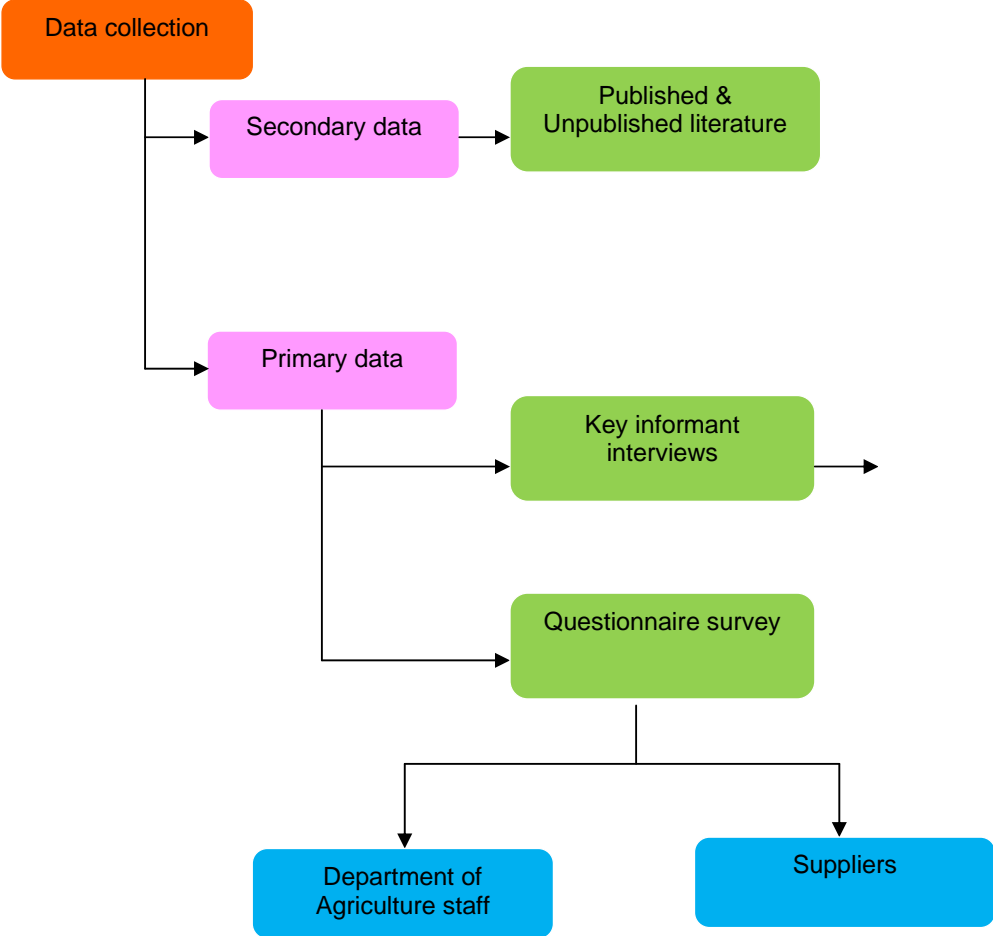 Data collection
Secondary data
Published &
Unpublished literature
Primary data
Key informant
interviews
Questionnaire survey
Department of
Agriculture staff
Suppliers